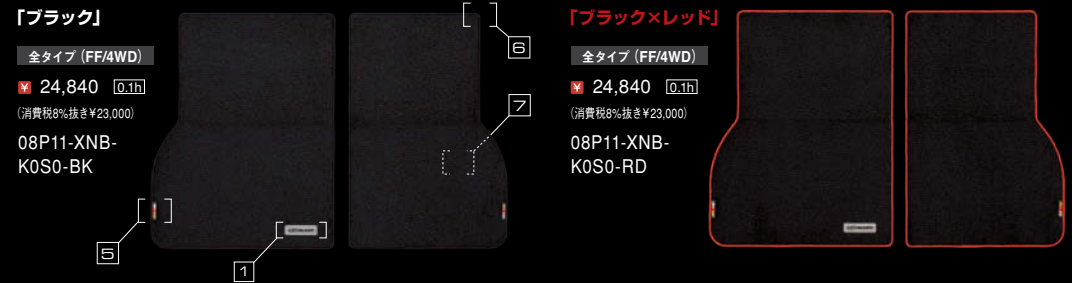 「ブラック」
全タイプ（FF/4WD）
¥ 24,840 0.1h
（消費税8%抜き¥23,000）
08P11-XNB-
K0S0-BK
6
7
5
1
「ブラック×レッド」
全タイプ（FF/4WD）
¥ 24,840 0.1h
（消費税8%抜き¥23,000）
08P11-XNB-
K0S0-RD